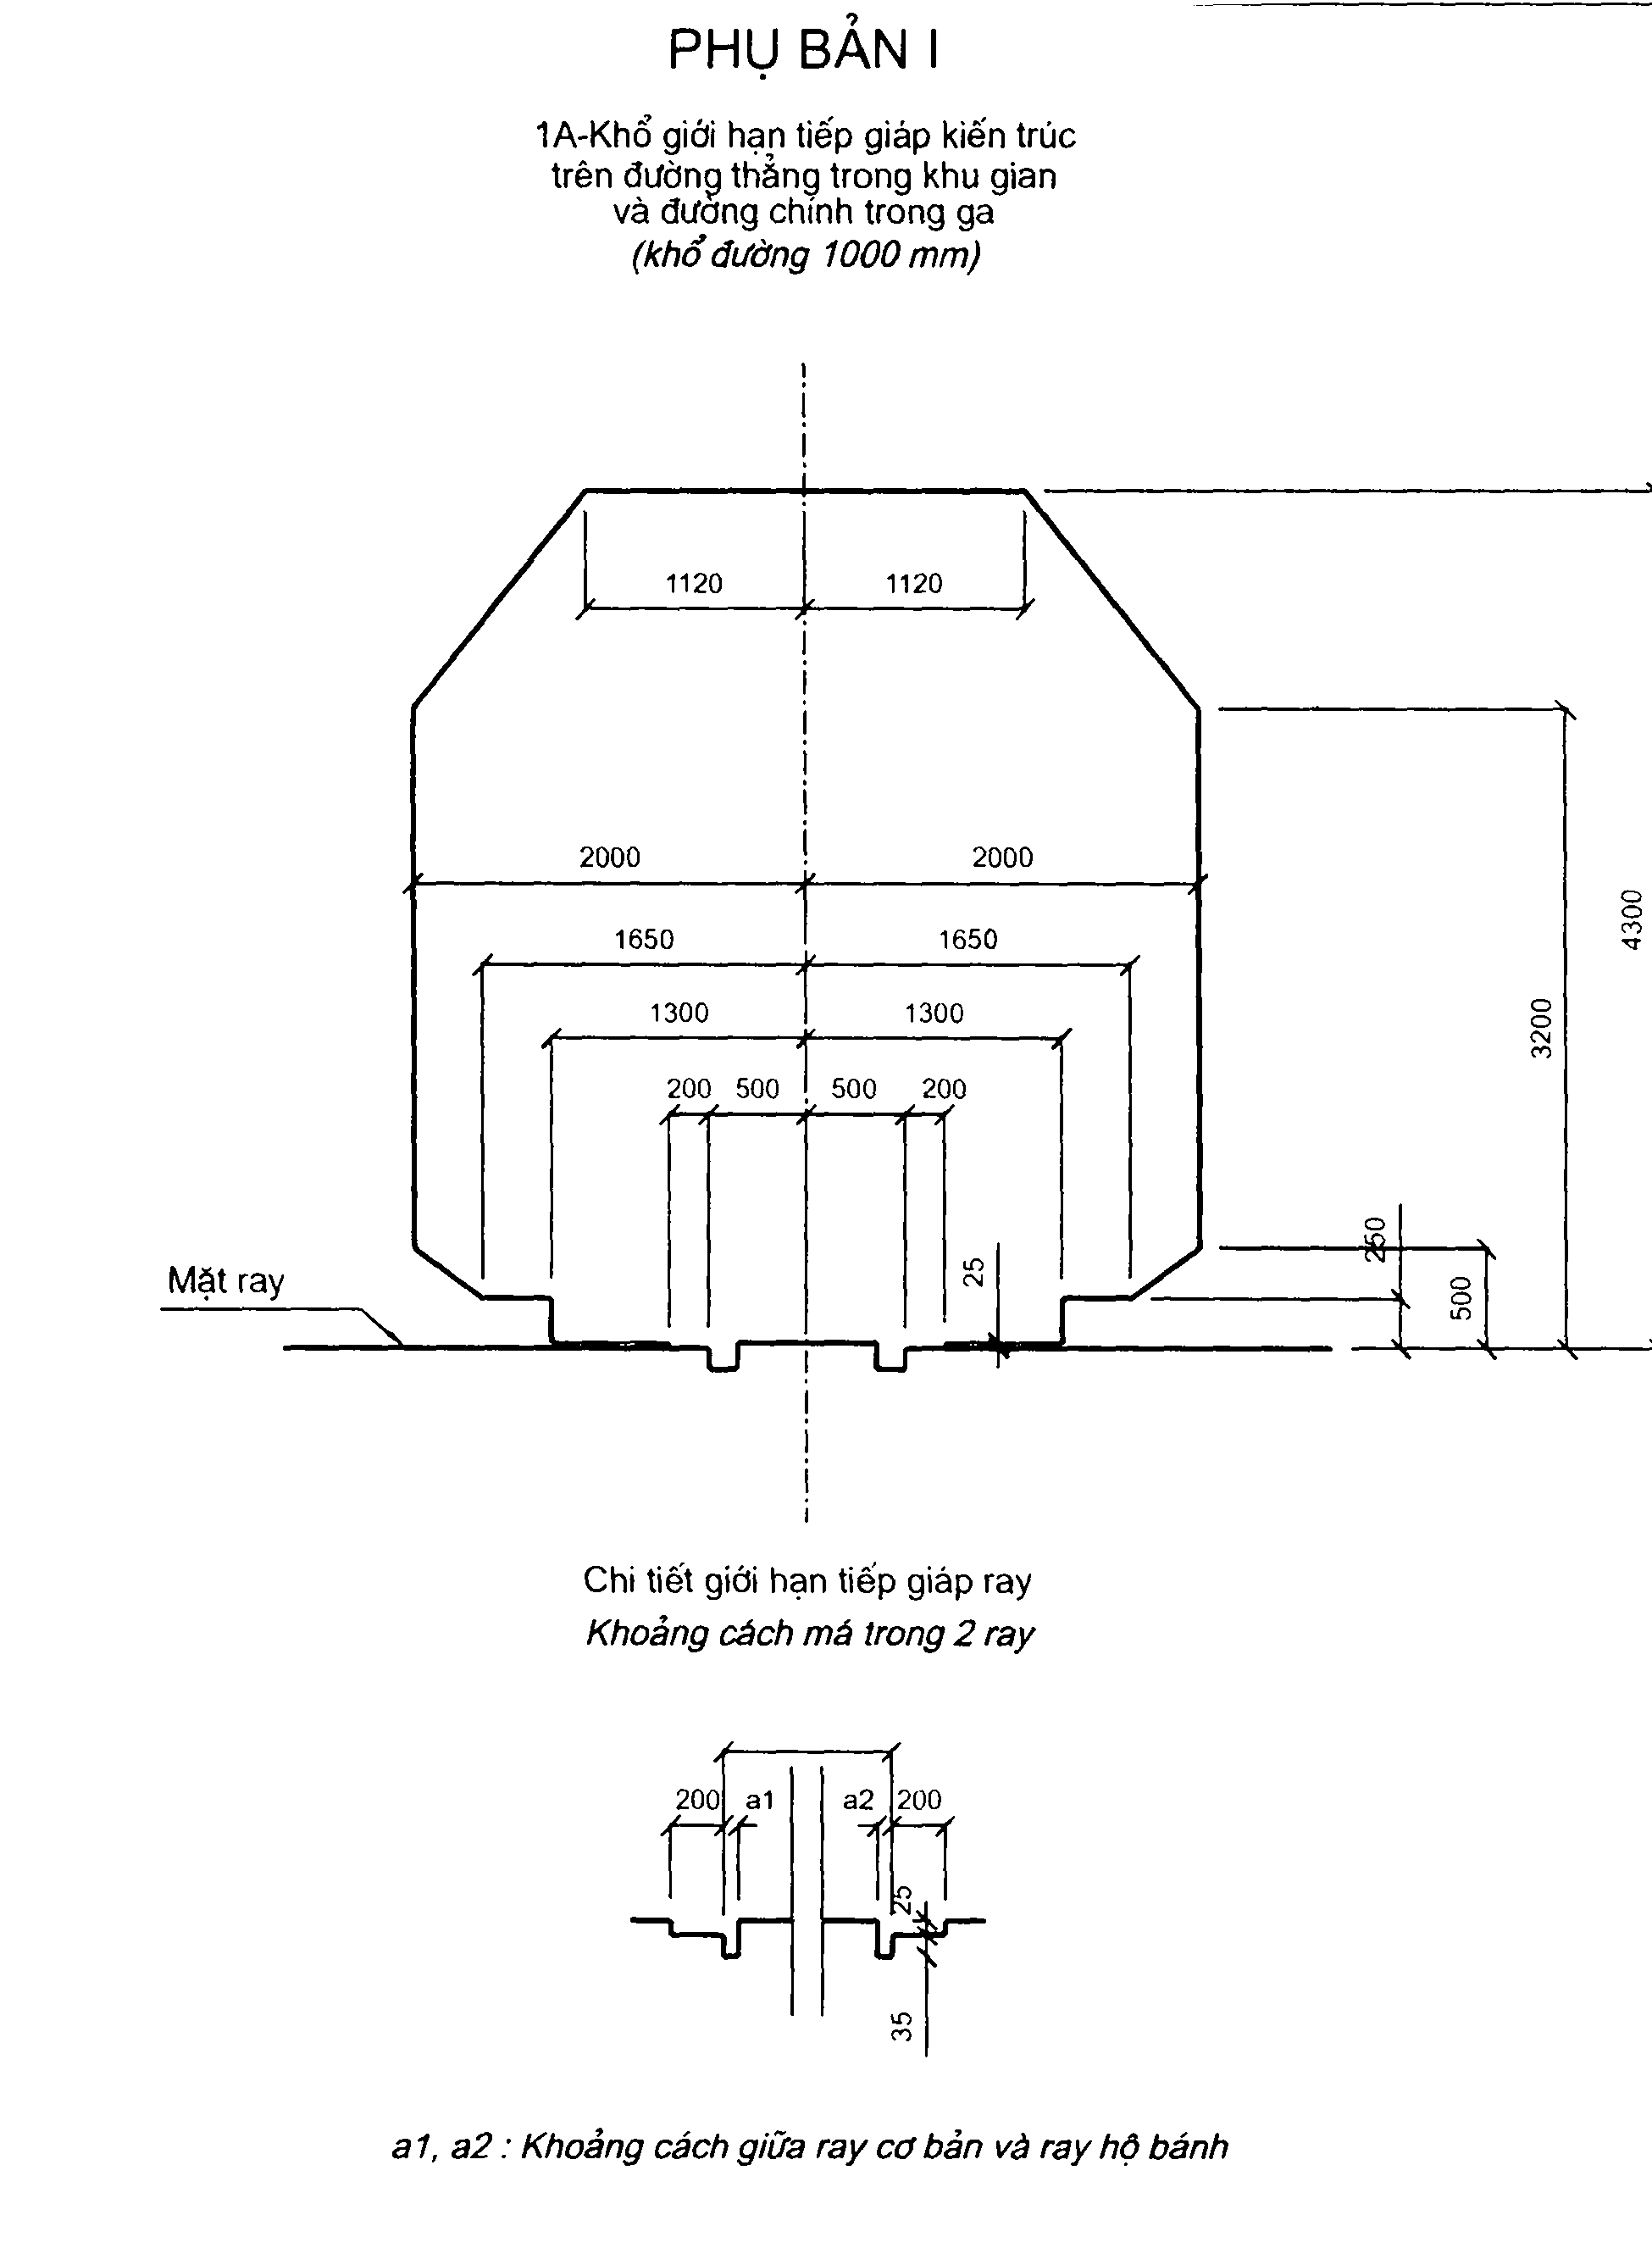 PHỤ BẢN I
1A-Khổ giới hạn tiếp giáp kiến trúc
trên đường thẳng trong khu gian
và đường chính trong ga
(khổ đường 1000 mm)
1120 1120
2000 2000
4300
1650 1650
3200
1300 1300
200 500 500 200
250
25
Mặt ray
500
Chi tiết giới hạn tiếp giáp ray
Khoảng cách má trong 2 ray
200 a1 a2 200
25
35
a1, a2 : Khoảng cách giữa ray cơ bản và ray hộ bánh